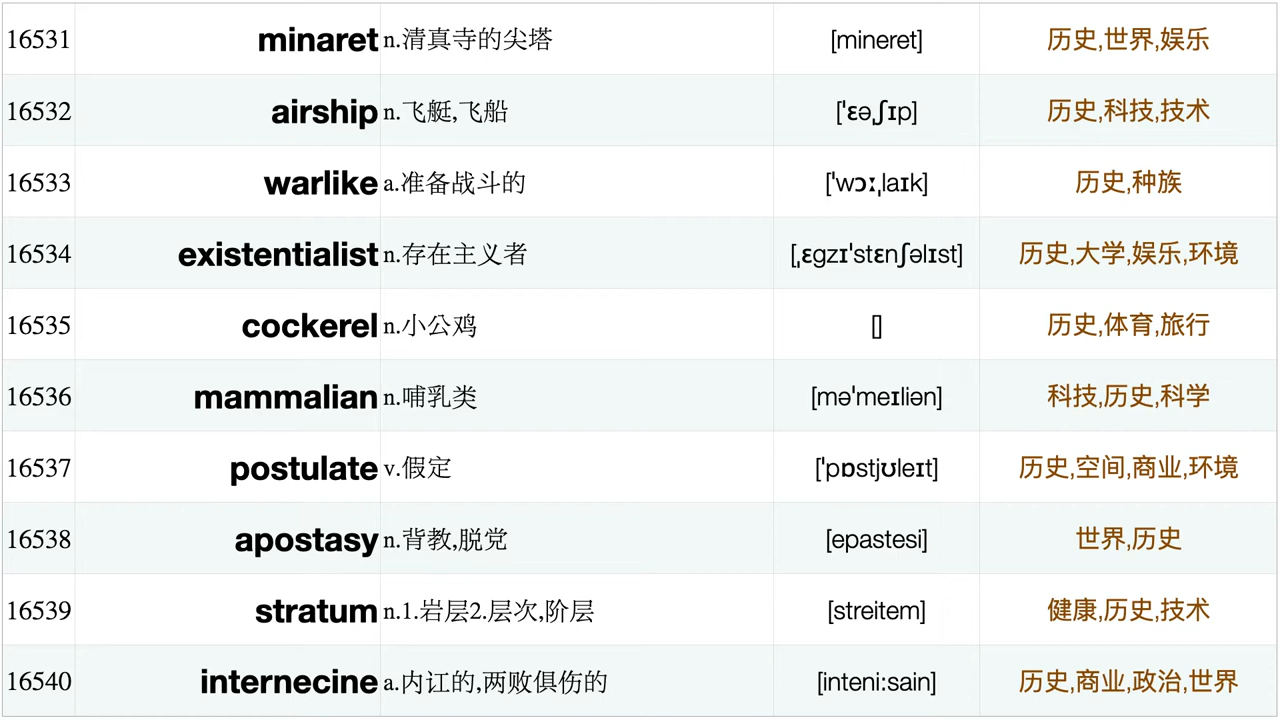 16531 minaret n.清真寺的尖塔 [mineret] 历史,世界,娱乐
16532 airship n.飞艇,飞船 [ˈɛəˌʃɪp] 历史,科技,技术
16533 warlike a.准备战斗的 [ˈwɔːˌlaɪk] 历史,种族
16534 existentialist n.存在主义者 [ˌɛgzɪˈstɛnʃəlɪst] 历史,大学,娱乐,环境
16535 cockerel n.小公鸡 [] 历史,体育,旅行
16536 mammalian n.哺乳类 [məˈmeɪliən] 科技,历史,科学
16537 postulate v.假定 [ˈpɒstjʊleɪt] 历史,空间,商业,环境
16538 apostasy n.背教,脱党 [epastesi] 世界,历史
16539 stratum n.1.岩层2.层次,阶层 [streitem] 健康,历史,技术
16540 internecine a.内讧的,两败俱伤的 [inteni:sain] 历史,商业,政治,世界